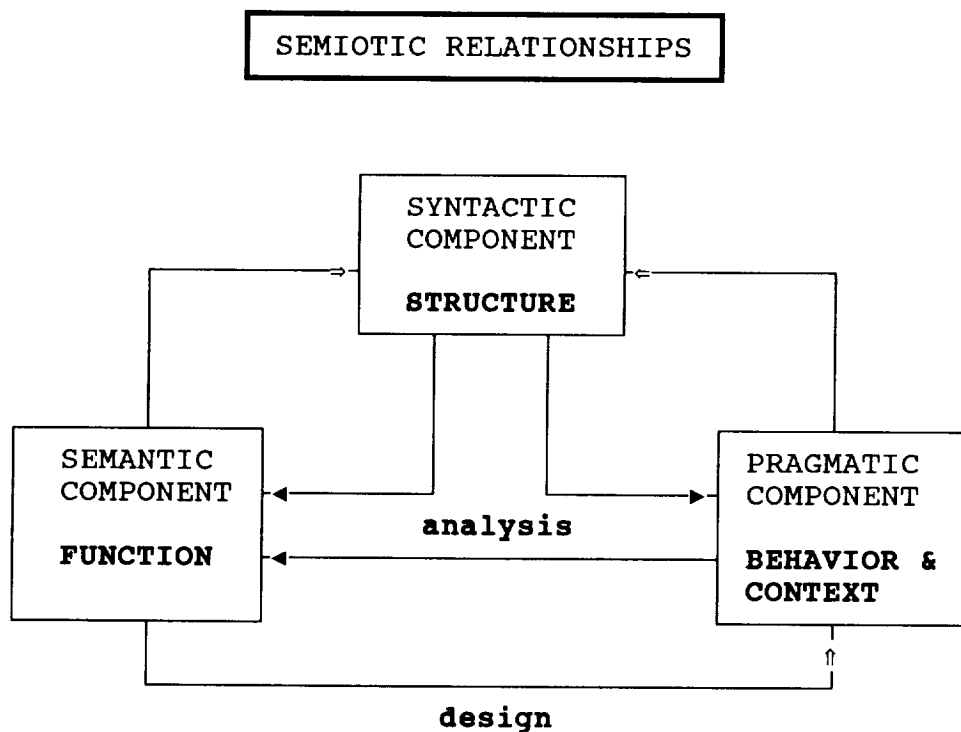 SEMIOTIC RELATIONSHIPS
SYNTACTIC
COMPONENT
STRUCTURE
SEMANTIC
COMPONENT
FUNCTION
analysis
PRAGMATIC
COMPONENT
BEHAVIOR &
CONTEXT
design